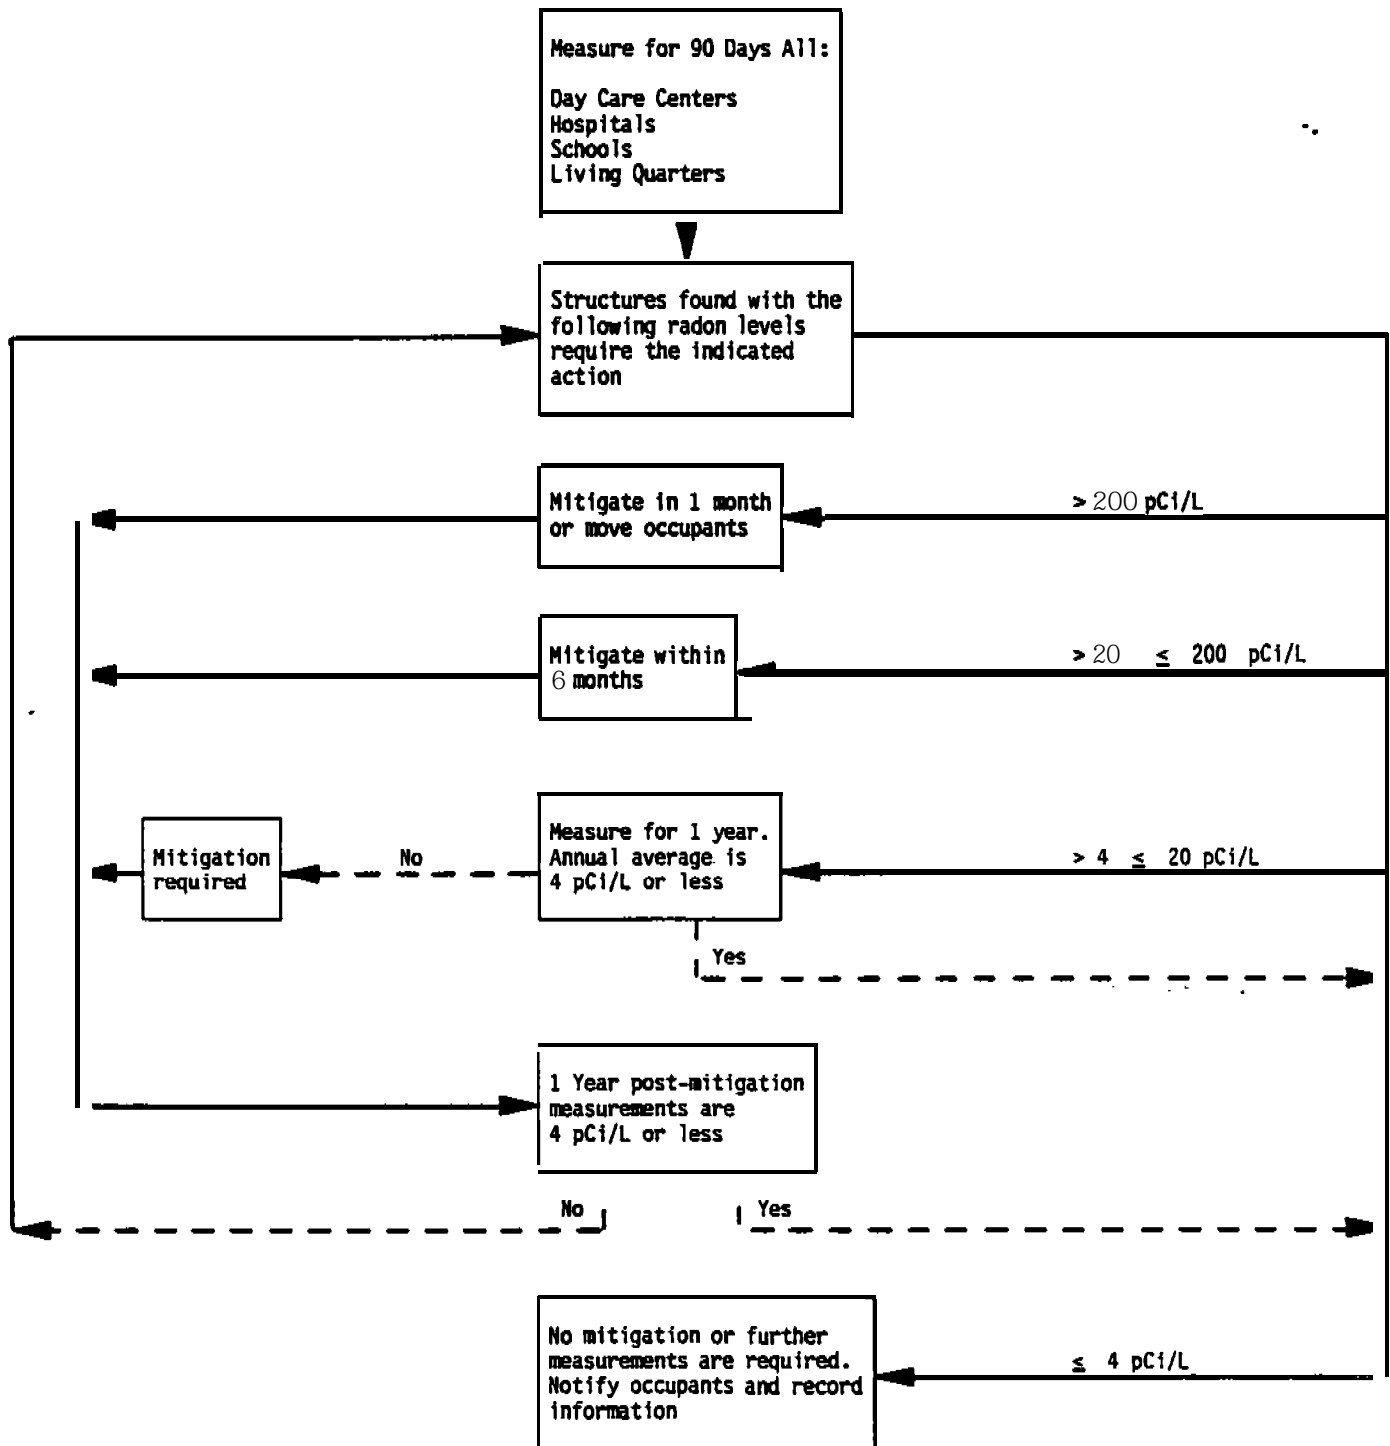 Measure for 90 Days All:
Day Care Centers
Hospitals
Schools
Living Quarters
Structures found with the
following radon levels
require the indicated
action
Mitigate in 1 month
or move occupants
> 200 pCi/L
Mitigate within
6 months
> 20 ≤ 200 pCi/L
Mitigation
required
No
Measure for 1 year.
Annual average is
4 pCi/L or less
> 4 ≤ 20 pCi/L
Yes
1 Year post-mitigation
measurements are
4 pCi/L or less
No
Yes
No mitigation or further
measurements are required.
Notify occupants and record
information
≤ 4 pCi/L